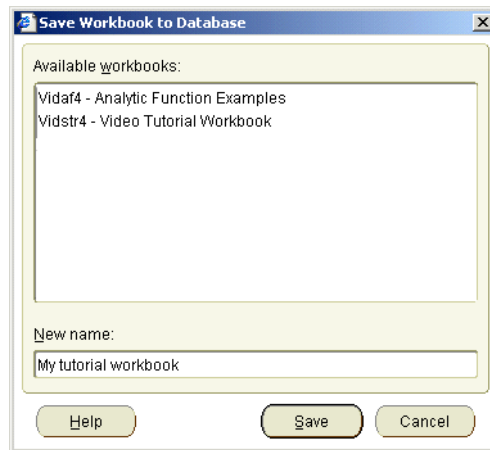 Save Workbook to Database
Available workbooks:
Vidaf4 - Analytic Function Examples
Vidstr4 - Video Tutorial Workbook
New name:
My tutorial workbook
Help Save Cancel